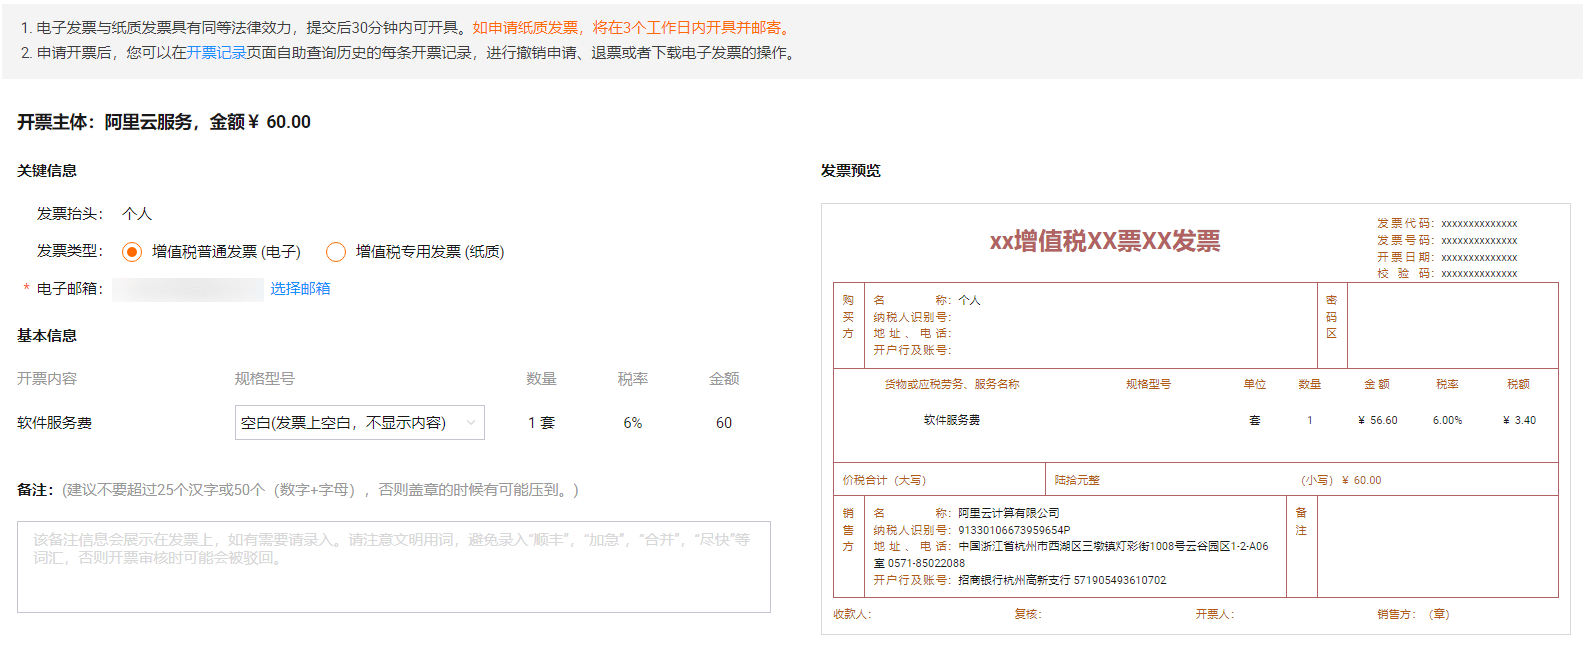 1. 电子发票与纸质发票具有同等法律效力，提交后30分钟内可开具。如申请纸质发票，将在3个工作日内开具并邮寄。
2. 申请开票后，您可以在开票记录页面自助查询历史的每条开票记录，进行撤销申请、退票或者下载电子发票的操作。
开票主体：阿里云服务，金额¥ 60.00
关键信息
发票抬头： 个人
发票类型： 增值税普通发票 (电子) 增值税专用发票 (纸质)
* 电子邮箱： 选择邮箱
基本信息
开票内容 规格型号 数量 税率 金额
软件服务费 空白(发票上空白，不显示内容) 1 套 6% 60
备注：(建议不要超过25个汉字或50个（数字+字母），否则盖章的时候有可能压到。)
该备注信息会展示在发票上，如有需要请录入。请注意文明用词，避免录入“顺丰”，“加急”，“合并”，“尽快”等
词汇，否则开票审核时可能会被驳回。
发票预览
xx增值税XX票XX发票
发票代码：xxxxxxxxxxxxxx
发票号码：xxxxxxxxxxxxxx
开票日期：xxxxxxxxxxxxxx
校 验 码：xxxxxxxxxxxxxx
购买方
名 称：个人
纳税人识别号：
地 址 、 电 话：
开户行及账号：
密码区
货物或应税劳务、服务名称 规格型号 单位 数量 金 额 税率 税额
软件服务费 套 1 ¥ 56.60 6.00% ¥ 3.40
价税合计（大写） 陆拾元整 （小写）¥ 60.00
销售方
名 称：阿里云计算有限公司
纳税人识别号：91330106673959654P
地 址 、 电 话：中国浙江省杭州市西湖区三墩镇灯彩街1008号云谷园区1-2-A06
室 0571-85022088
开户行及账号：招商银行杭州高新支行 571905493610702
备注
收款人： 复核： 开票人： 销售方：（章）